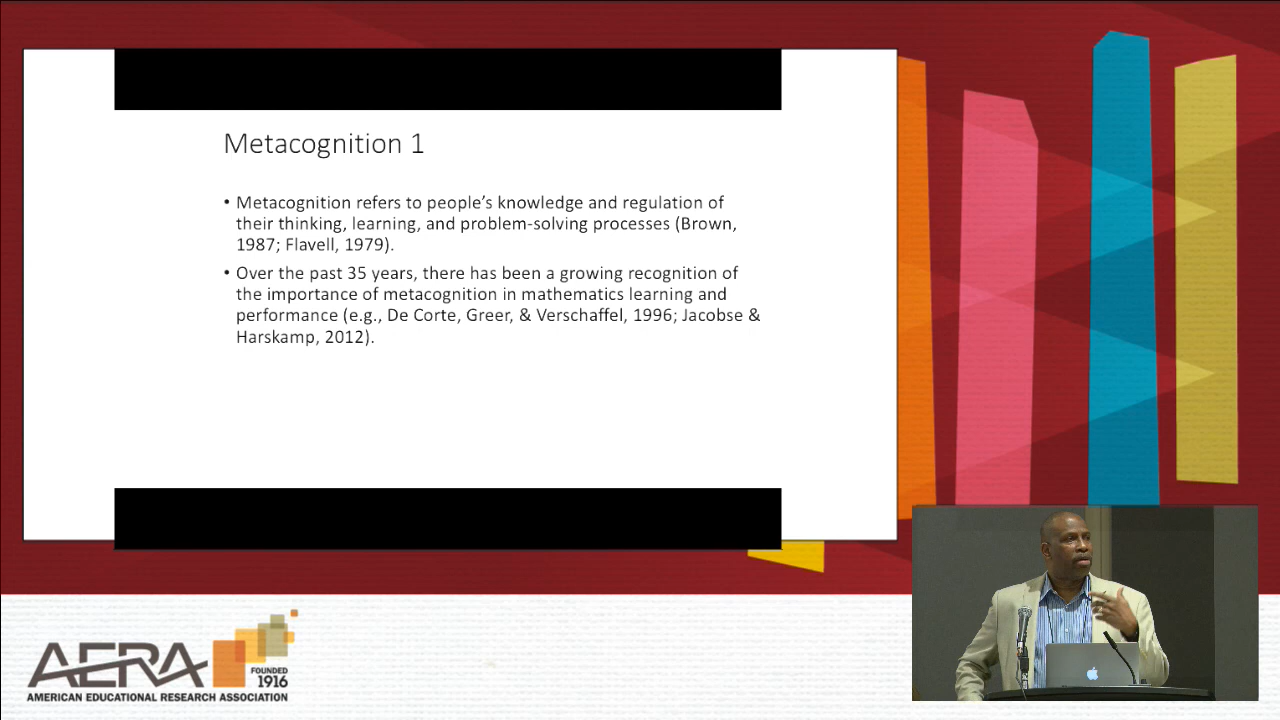 Metacognition 1
• Metacognition refers to people’s knowledge and regulation of
their thinking, learning, and problem-solving processes (Brown,
1987; Flavell, 1979).
• Over the past 35 years, there has been a growing recognition of
the importance of metacognition in mathematics learning and
performance (e.g., De Corte, Greer, & Verschaffel, 1996; Jacobse &
Harskamp, 2012).
AERA
FOUNDED
1916
AMERICAN EDUCATIONAL RESEARCH ASSOCIATION